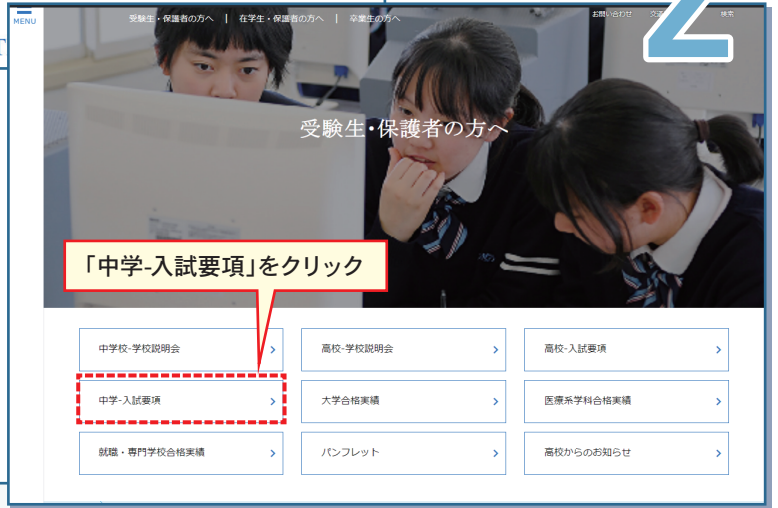 2
MENU
受験生・保護者の方へ | 在学生・保護者の方へ | 卒業生の方へ
お問い合わせ
検索
受験生・保護者の方へ
「中学-入試要項」をクリック
中学校-学校説明会
高校-学校説明会
高校-入試要項
中学-入試要項
大学合格実績
医療系学科合格実績
就職・専門学校合格実績
パンフレット
高校からのお知らせ